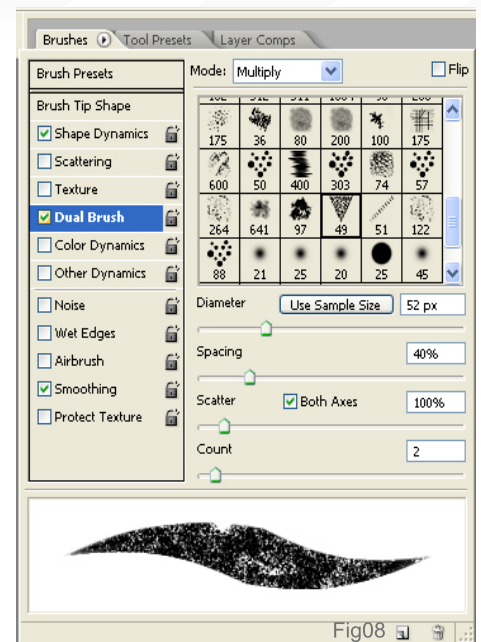 Brushes Tool Presets Layer Comps
Brush Presets
Brush Tip Shape
Shape Dynamics
Scattering
Texture
Dual Brush
Color Dynamics
Other Dynamics
Noise
Wet Edges
Airbrush
Smoothing
Protect Texture
Mode: Multiply Flip
175 36 80 200 100 175
600 50 400 303 74 57
264 641 97 49 51 122
88 21 25 20 25 45
Diameter Use Sample Size 52 px
Spacing 40%
Scatter Both Axes 100%
Count 2
Fig08